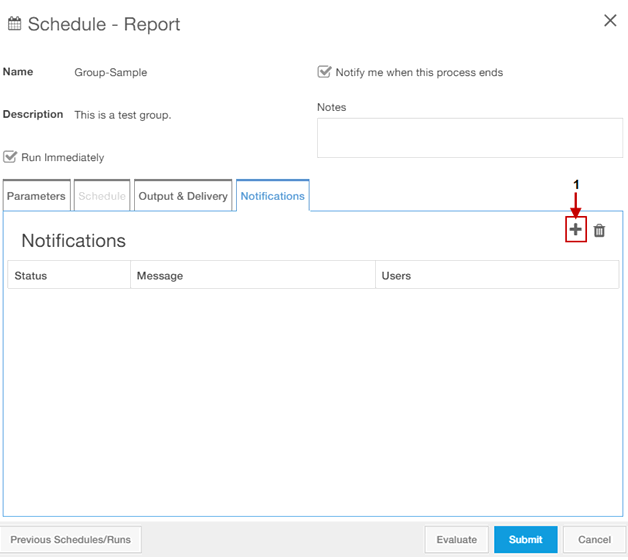 Schedule - Report
Name
Group-Sample
Notify me when this process ends
Description
This is a test group.
Notes
Run Immediately
Parameters
Schedule
Output & Delivery
Notifications
1
Notifications
Status
Message
Users
Previous Schedules/Runs
Evaluate
Submit
Cancel